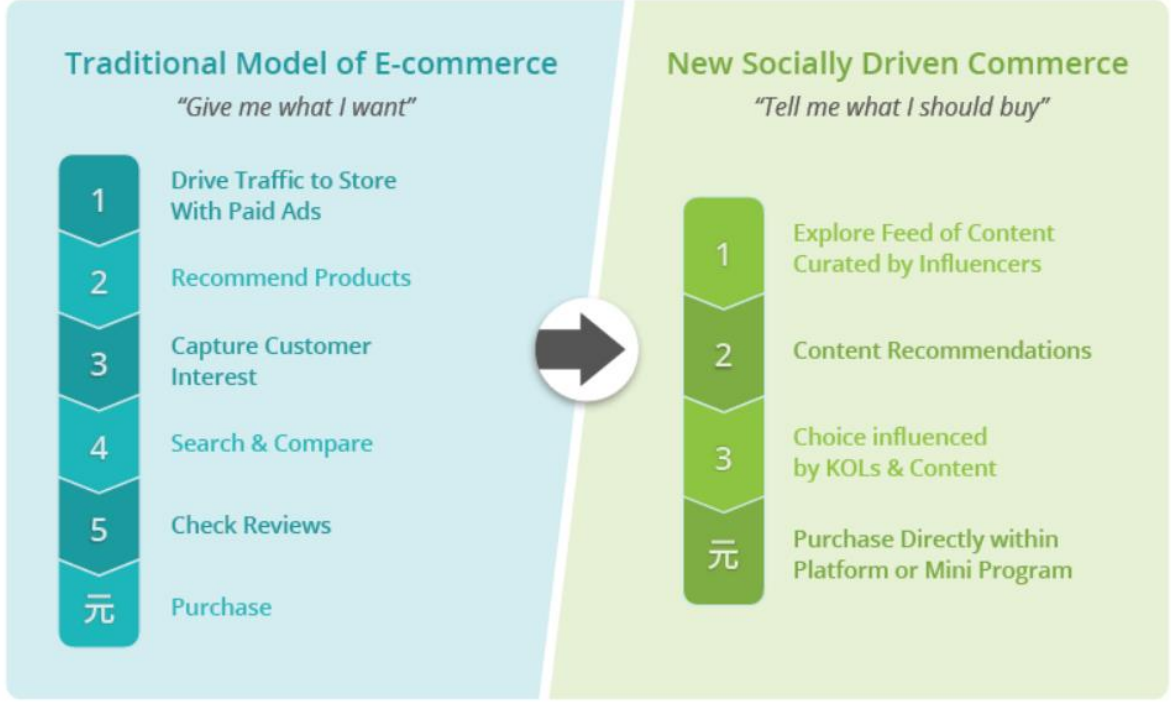 Traditional Model of E-commerce
"Give me what I want"
1
Drive Traffic to Store
With Paid Ads
2
Recommend Products
3
Capture Customer
Interest
4
Search & Compare
5
Check Reviews
元
Purchase
New Socially Driven Commerce
"Tell me what I should buy"
1
Explore Feed of Content
Curated by Influencers
2
Content Recommendations
3
Choice influenced
by KOLs & Content
元
Purchase Directly within
Platform or Mini Program